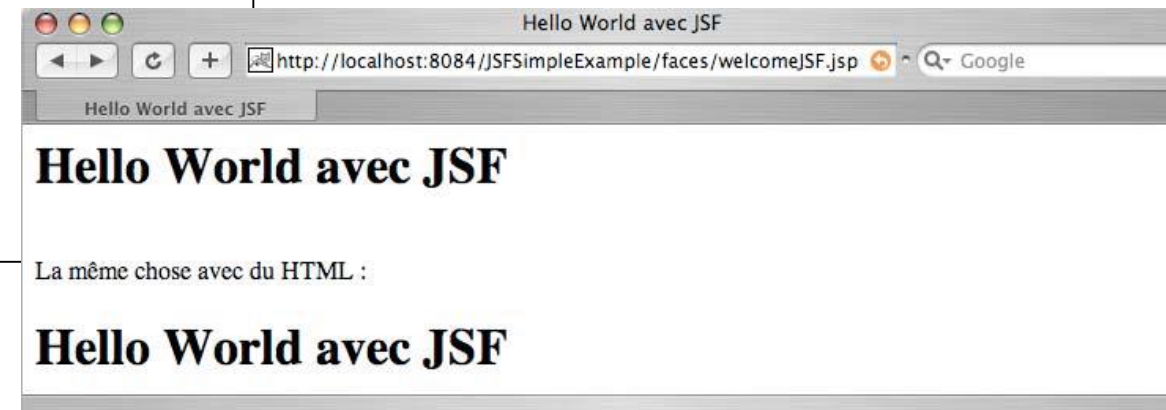 Hello World avec JSF
http://localhost:8084/JSFSimpleExample/faces/welcomeJSF.jsp
Google
Hello World avec JSF
Hello World avec JSF
La même chose avec du HTML :
Hello World avec JSF